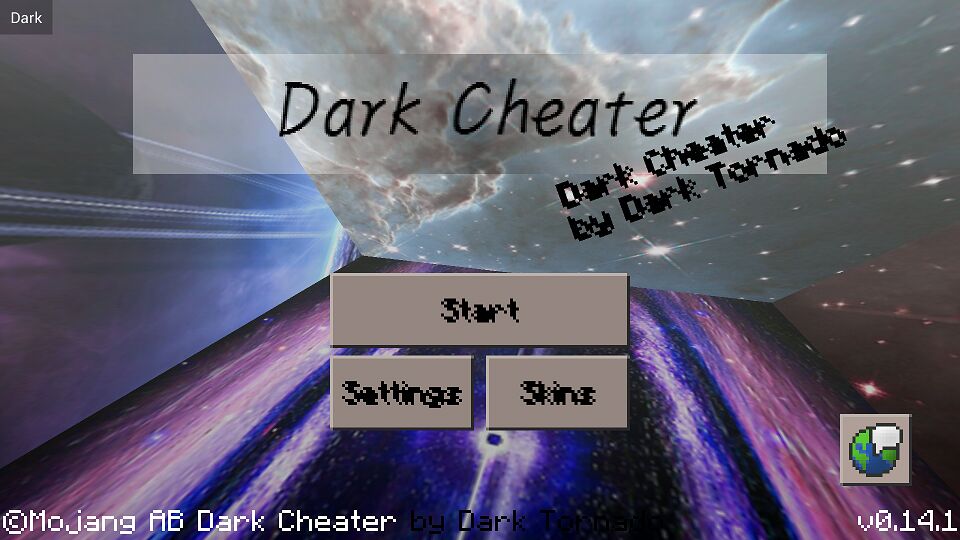 Dark
Dark Cheater
Dark Cheater
by Dark Tornado
Start
Settings
Skins
©Mojang AB Dark Cheater by Dark Tornado
v0.14.1